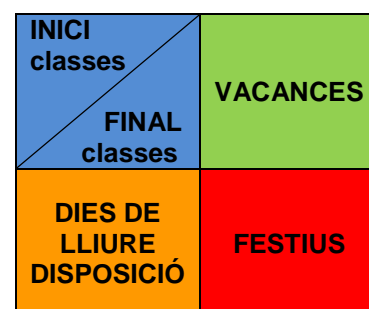 INICI
classes
FINAL
classes
VACANCES
DIES DE
LLIURE
DISPOSICIÓ
FESTIUS